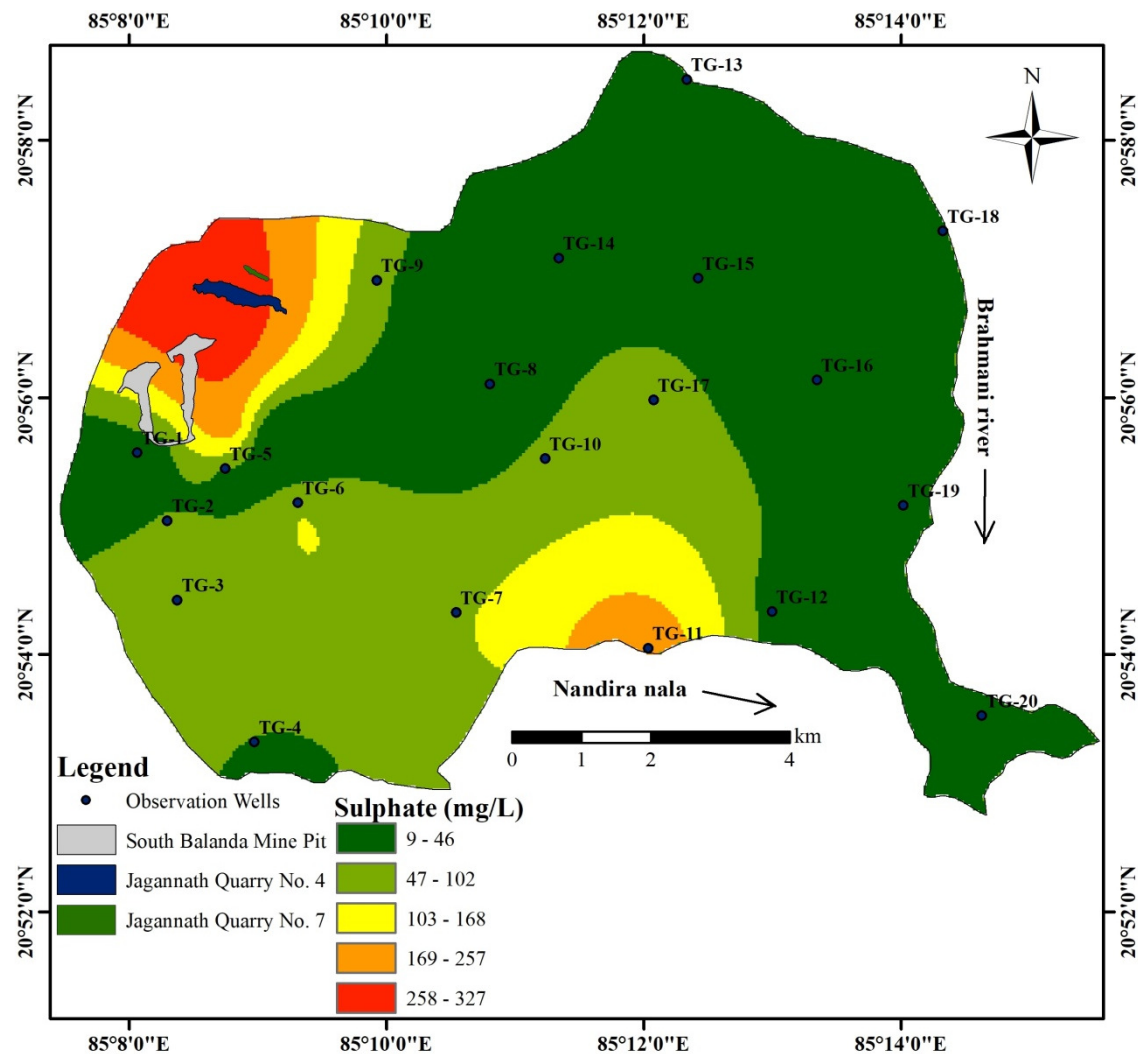 85°8'0"E 85°10'0"E 85°12'0"E 85°14'0"E
TG-13
N
20°58'0"N 20°58'0"N
TG-18
TG-14
TG-9 TG-15
Brahmani river
TG-8 TG-16
20°56'0"N 20°56'0"N
TG-17
TG-1
TG-5 TG-10
TG-6
TG-2 TG-19
TG-3
TG-7 TG-12
TG-11
20°54'0"N 20°54'0"N
Nandira nala
TG-20
TG-4
km
0 1 2 4
Legend
Observation Wells
South Balanda Mine Pit
Jagannath Quarry No. 4
Jagannath Quarry No. 7
Sulphate (mg/L)
9 - 46
47 - 102
103 - 168
169 - 257
258 - 327
20°52'0"N 20°52'0"N
85°8'0"E 85°10'0"E 85°12'0"E 85°14'0"E